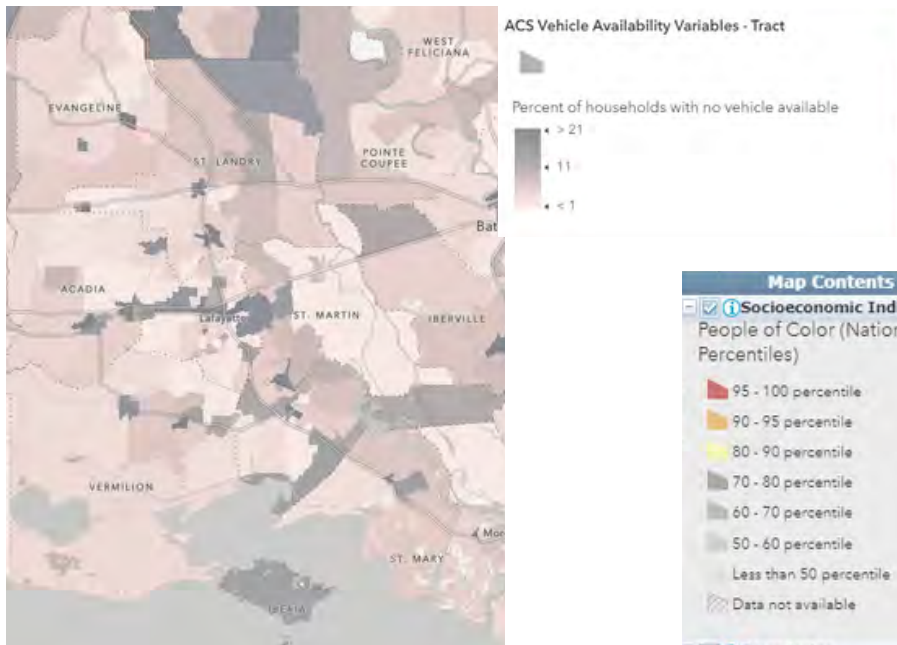 WEST
FELICIANA
EVANGELINE
POINTE
COUPEE
ST. LANDRY
Bat
ACADIA
Lafayette
ST. MARTIN
IBERVILLE
VERMILION
Mor
ST. MARY
IBERIA
ACS Vehicle Availability Variables - Tract
Percent of households with no vehicle available
> 21
11
< 1
Map Contents
Socioeconomic Ind
People of Color (Nation
Percentiles)
95 - 100 percentile
90 - 95 percentile
80 - 90 percentile
70 - 80 percentile
60 - 70 percentile
50 - 60 percentile
Less than 50 percentile
Data not available